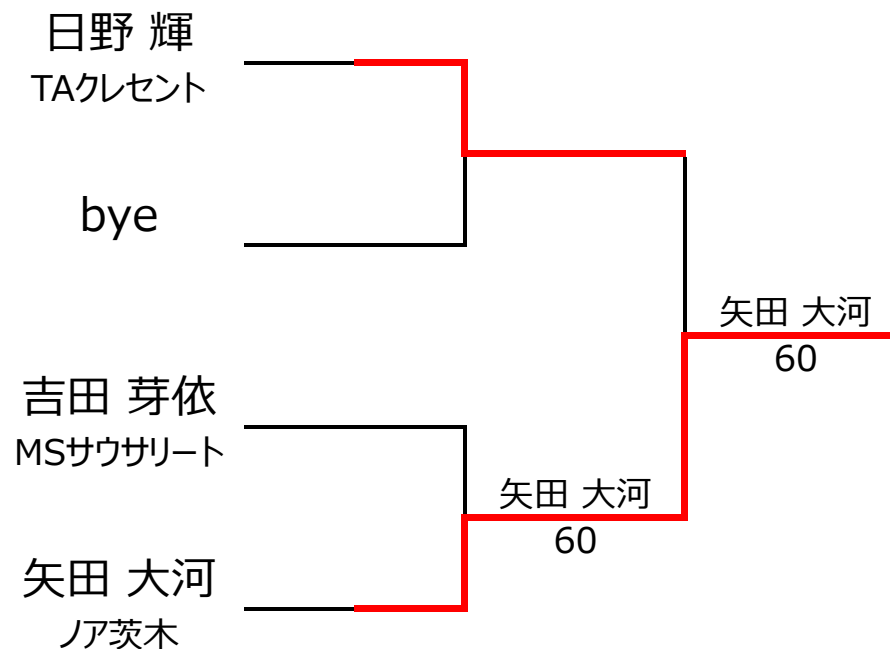 日野 輝
TAクレセント
bye
吉田 芽依
MSサウサリート
矢田 大河
ノア茨木
矢田 大河
60
矢田 大河
60